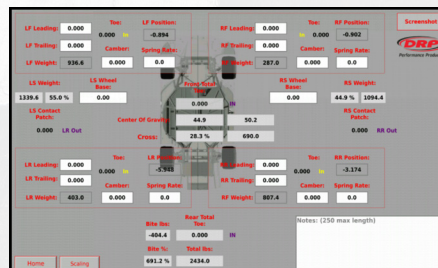 Toe: LF Position: Toe: RF Position: Screenshot
LF Leading: 0.000 0.000 In -0.894 RF Leading: 0.000 In 0.000 -0.902
LF Trailing: 0.000 Camber: Spring Rate: RF Trailing: 0.000 Camber: Spring Rate: DRP
LF Weight: 936.6 0.000 0.0 RF Weight: 287.0 0.000 0.0 Performance Products
LS Weight: LS Wheel Base: Front Total RS Wheel Base: RS Weight:
1339.6 55.0 % 0.00 0.00 44.9 % 1094.4
0.000 IN
LS Contact Patch: Center Of Gravity 44.9 50.2 RS Contact Patch:
0.000 LR Out Cross: 28.3 % 690.0 0.000 RR Out
Toe: LR Position: Toe: RR Position:
LR Leading: 0.000 0.000 In -5.948 RR Leading: 0.000 0.000 In -3.174
LR Trailing: 0.000 Camber: Spring Rate: RR Trailing: 0.000 Camber: Spring Rate:
LR Weight: 403.0 0.000 0.0 RF Weight: 807.4 0.000 0.0
Bite lbs: Rear Total Toe: Notes: (250 max length)
-404.4 0.000 IN
Bite %: Total lbs:
691.2 % 2434.0
Home Scaling